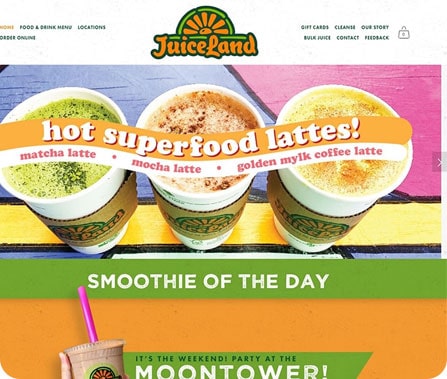 HOME FOOD & DRINK MENU LOCATIONS
ORDER ONLINE
JuiceLand
GIFT CARDS CLEANSE OUR STORY
BULK JUICE CONTACT FEEDBACK
0
hot superfood lattes!
matcha latte • mocha latte • golden mylk coffee latte
SMOOTHIE OF THE DAY
IT'S THE WEEKEND! PARTY AT THE
MOONTOWER!